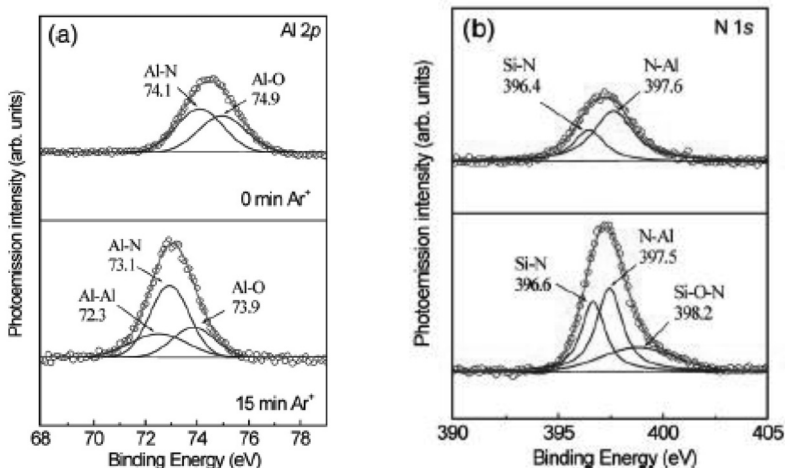 (a)
Al 2p
Al-N
74.1
Al-O
74.9
0 min Ar⁺
Al-N
73.1
Al-Al
72.3
Al-O
73.9
15 min Ar⁺
68 70 72 74 76 78
Binding Energy (eV)
Photoemission intensity (arb. units)
(b)
N 1s
Si-N
396.4
N-Al
397.6
Si-N
396.6
N-Al
397.5
Si-O-N
398.2
390 395 400 405
Binding Energy (eV)
Photoemission intensity (arb. units)